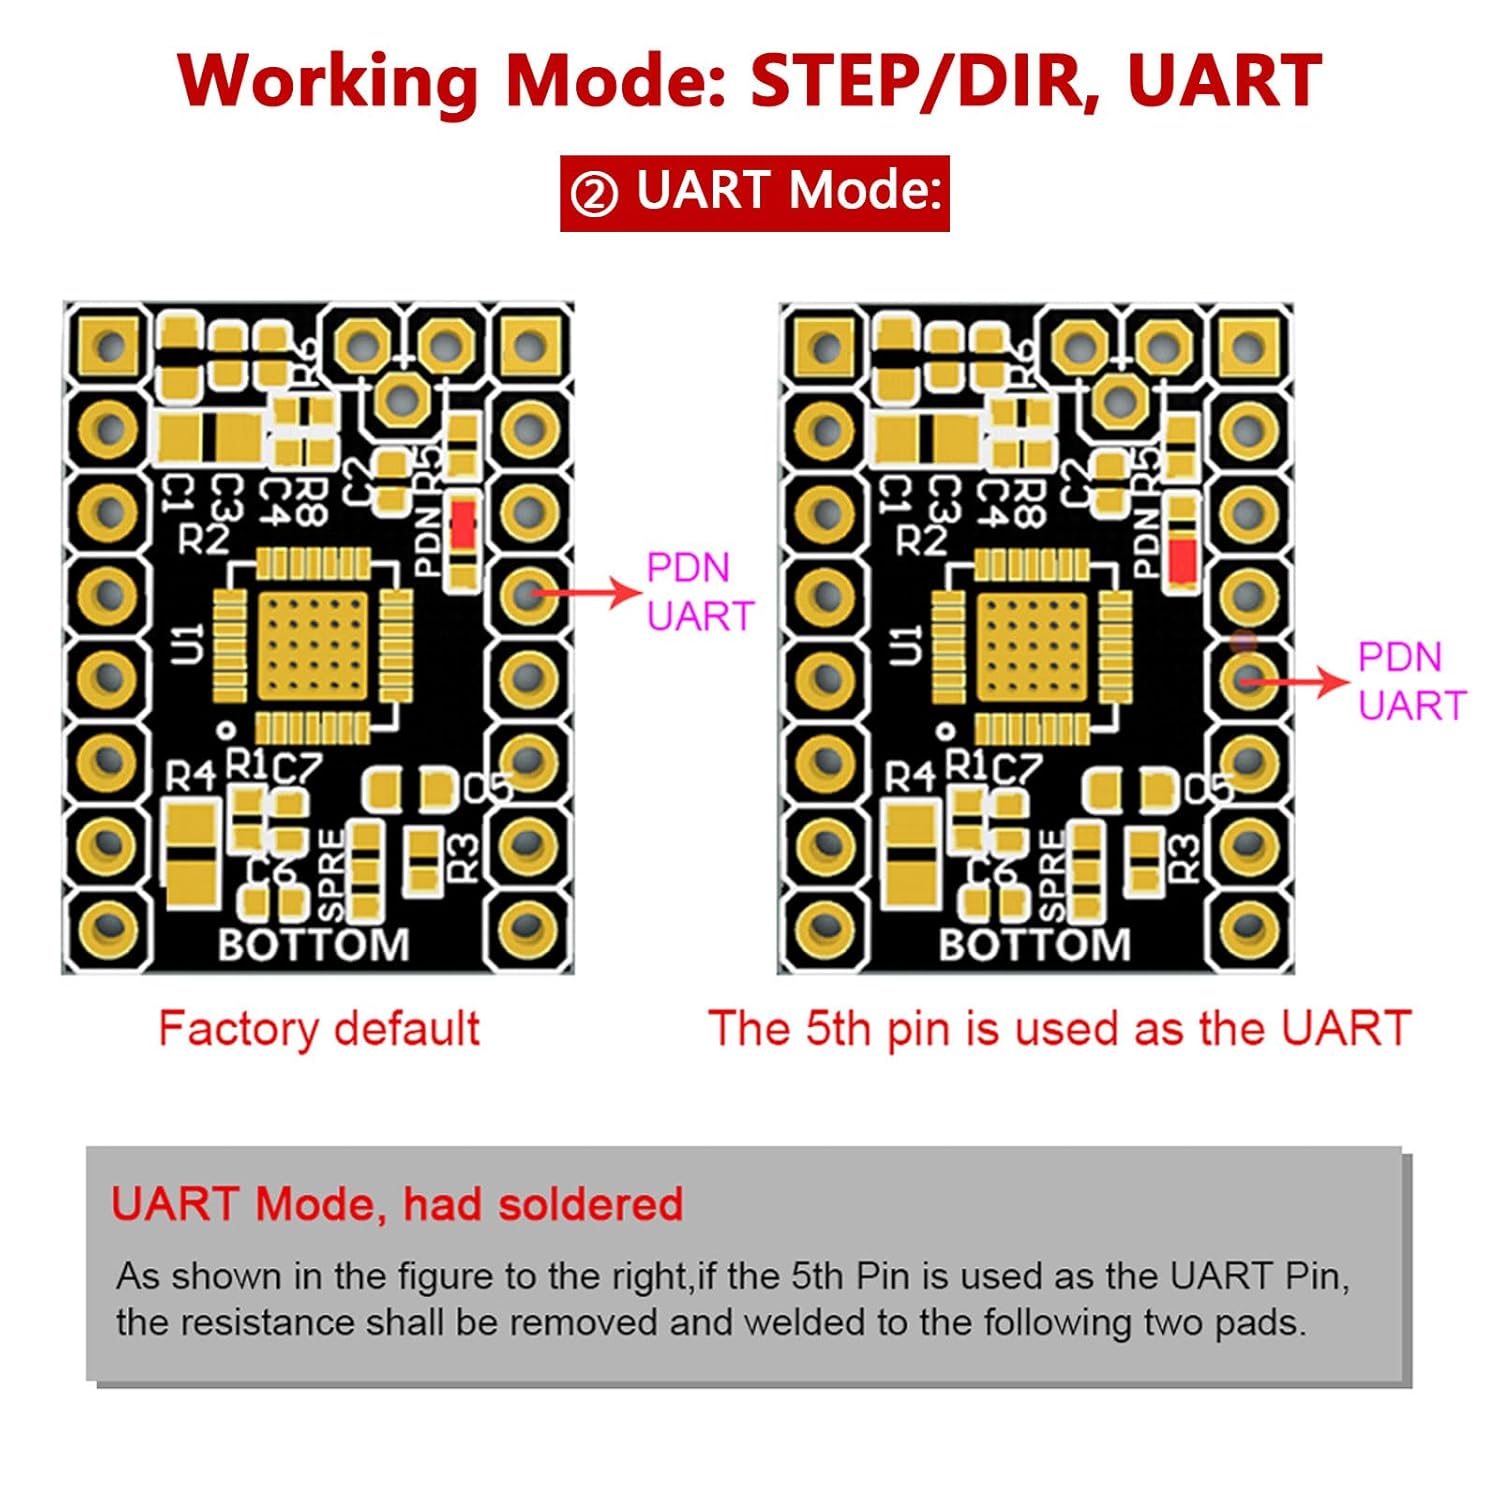 Working Mode: STEP/DIR, UART
② UART Mode:
R6
C1
C3
C4
R8
C2
R5
PDN
R2
U1
R4
R1
C7
C5
C6
SPRE
R3
BOTTOM
PDN
UART
R6
C1
C3
C4
R8
C2
R5
PDN
R2
U1
R4
R1
C7
C5
C6
SPRE
R3
BOTTOM
PDN
UART
Factory default
The 5th pin is used as the UART
UART Mode, had soldered
As shown in the figure to the right,if the 5th Pin is used as the UART Pin,
the resistance shall be removed and welded to the following two pads.